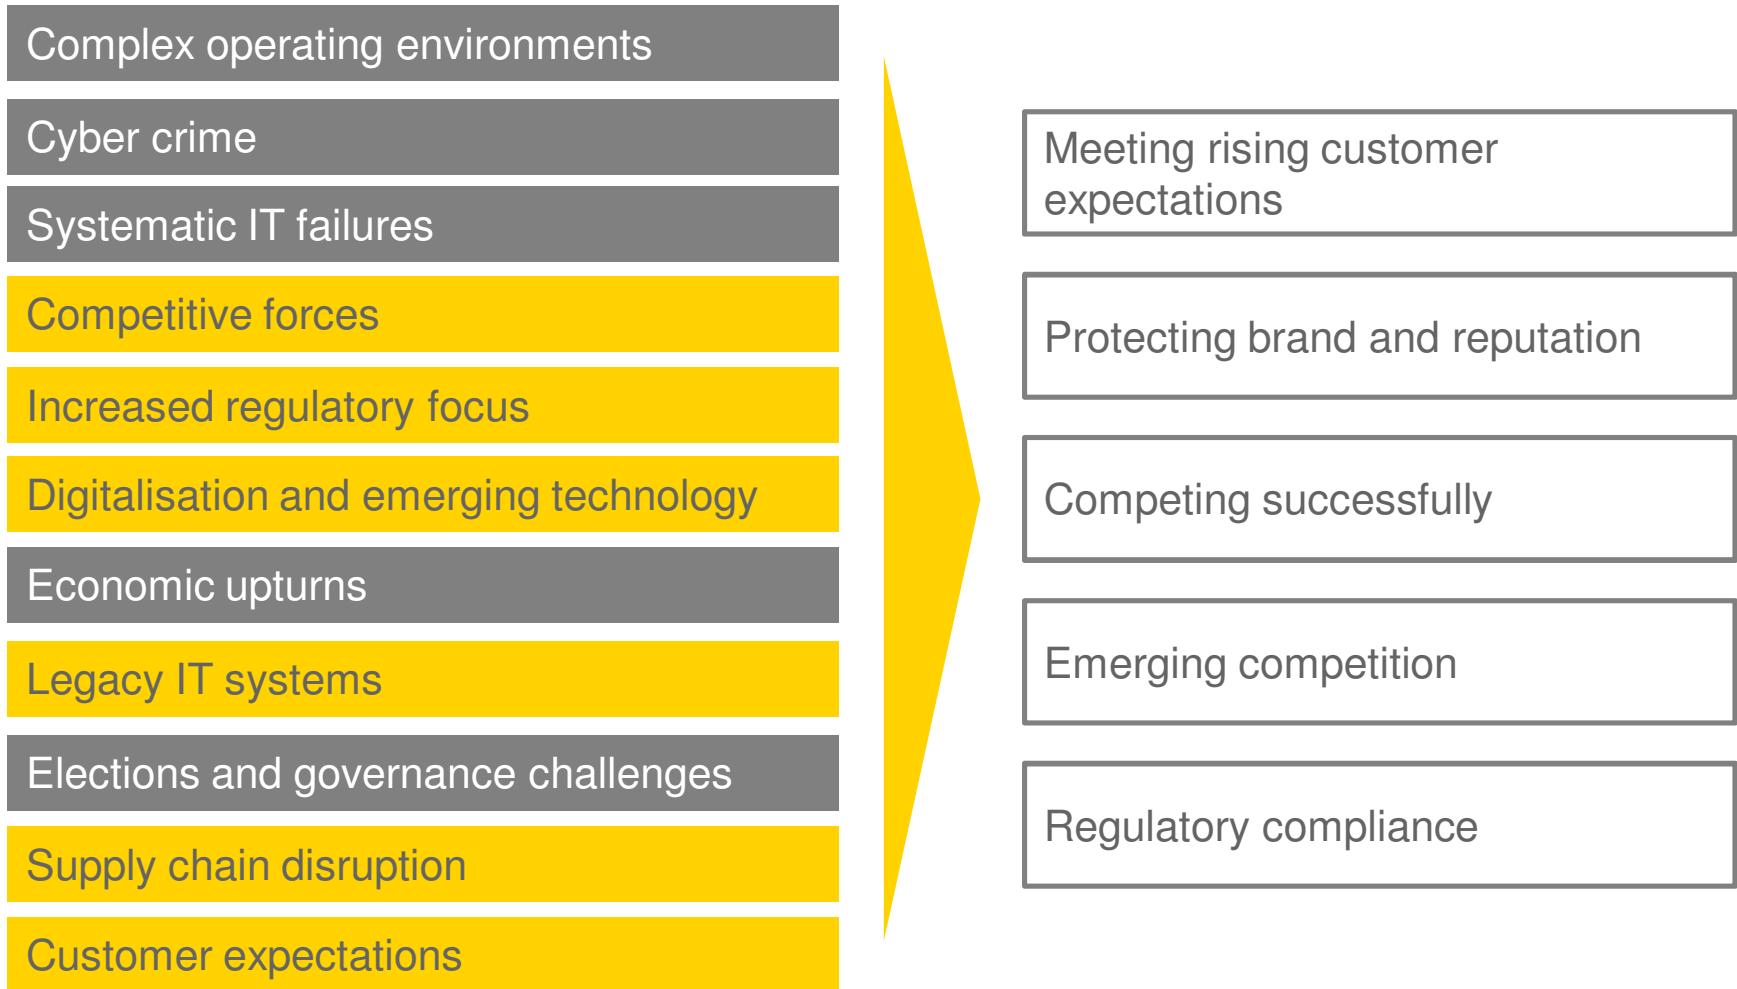 Complex operating environments
Cyber crime
Systematic IT failures
Competitive forces
Increased regulatory focus
Digitalisation and emerging technology
Economic upturns
Legacy IT systems
Elections and governance challenges
Supply chain disruption
Customer expectations
Meeting rising customer
expectations
Protecting brand and reputation
Competing successfully
Emerging competition
Regulatory compliance